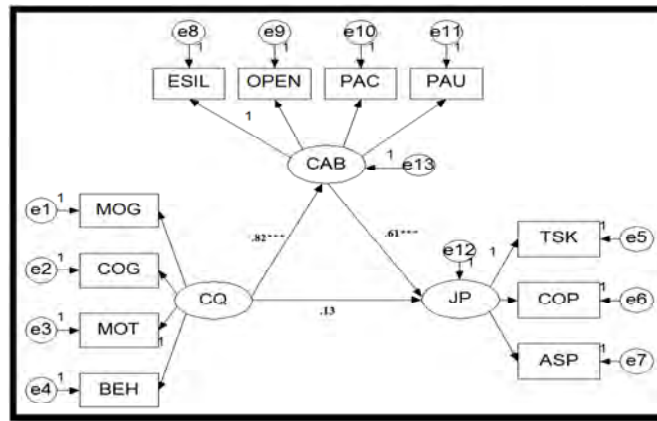 e8 e9 e10 e11
1 1 1 1
ESIL OPEN PAC PAU
1
CAB 1 e13
e1 1 MOG
.82*** .61***
e12 TSK 1 e5
1 1
e2 1 COG
CQ JP COP 1 e6
.13
e3 1 MOT
1
ASP 1 e7
e4 1 BEH